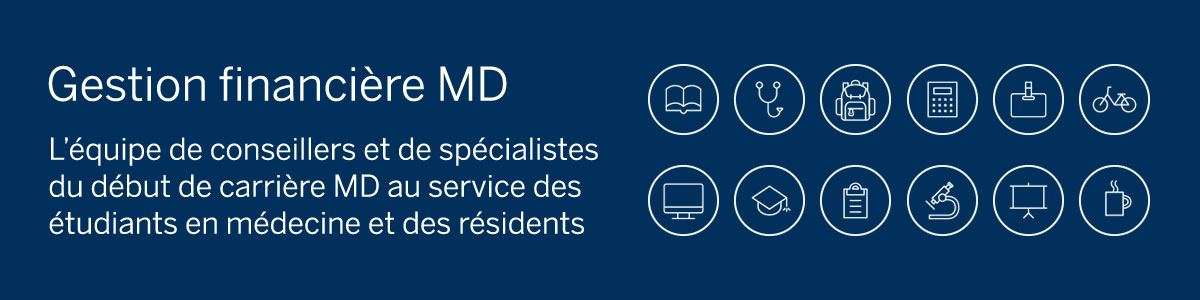 Gestion financière MD
L’équipe de conseillers et de spécialistes
du début de carrière MD au service des
étudiants en médecine et des résidents